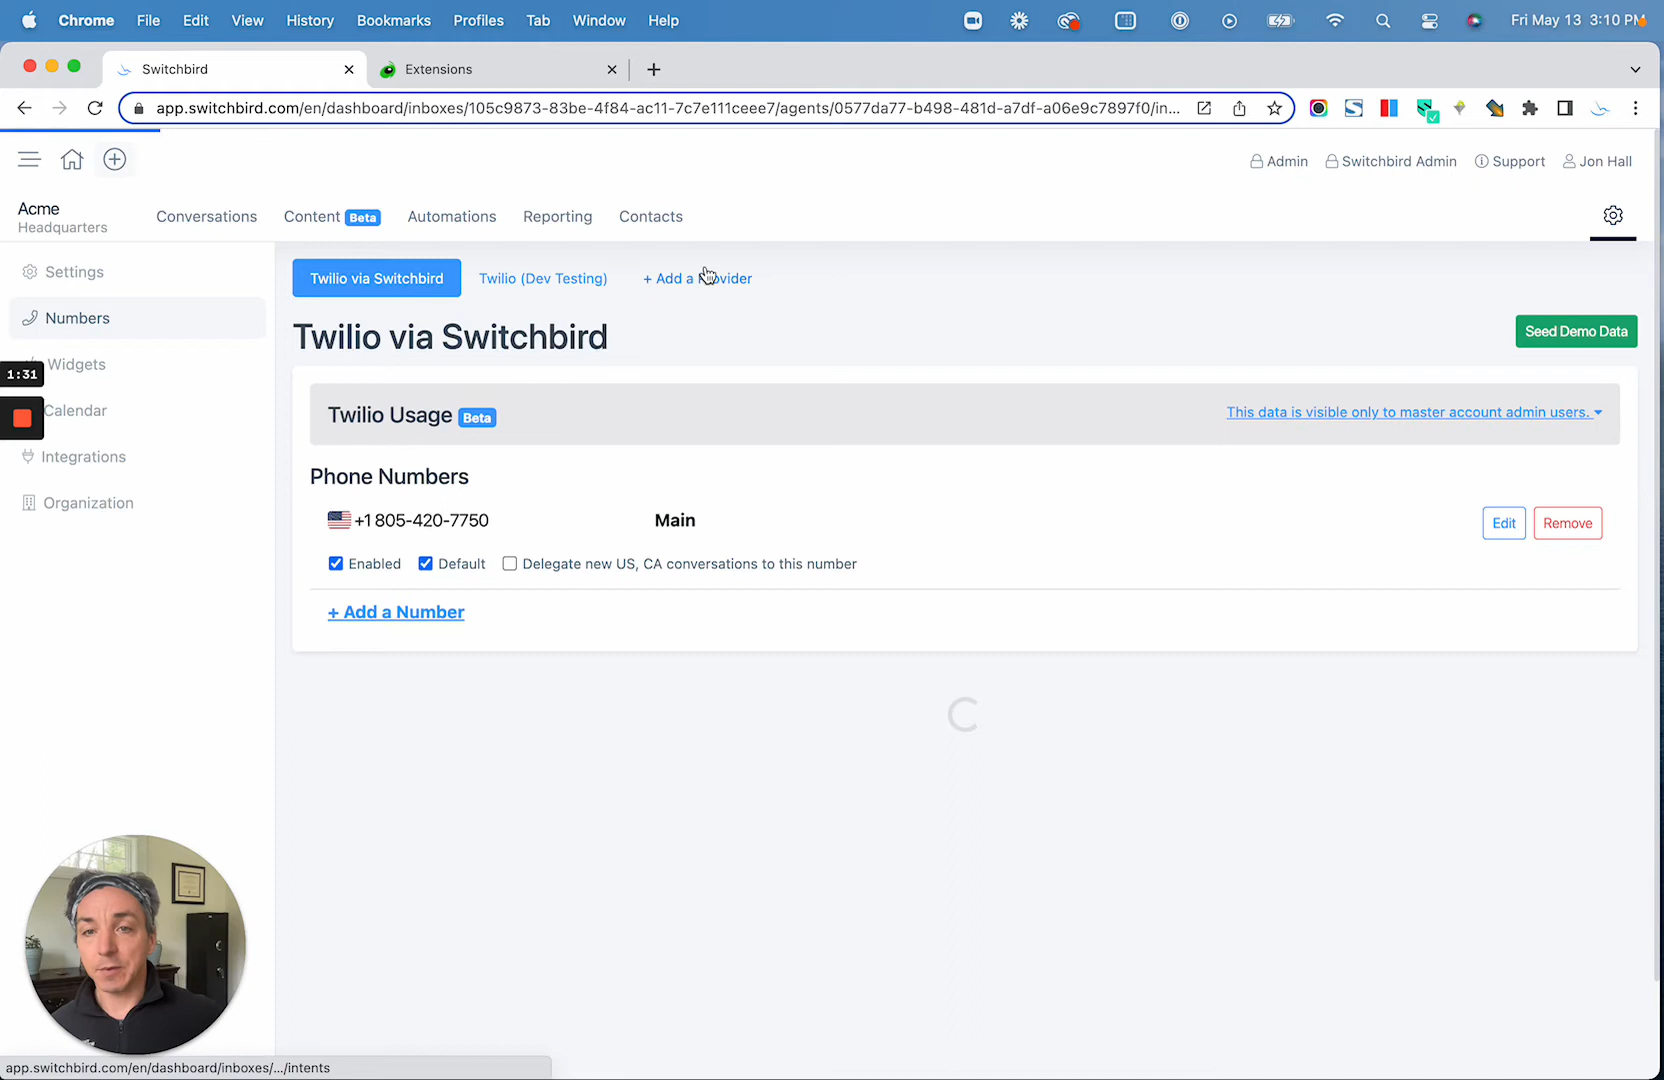 Chrome File Edit View History Bookmarks Profiles Tab Window Help Fri May 13 3:10 PM
Switchbird Extensions
app.switchbird.com/en/dashboard/inboxes/105c9873-83be-4f84-ac11-7c7e111ceee7/agents/0577da77-b498-481d-a7df-a06e9c7897f0/in...
Admin Switchbird Admin Support Jon Hall
Acme
Headquarters
Conversations Content Beta Automations Reporting Contacts
Settings
Numbers
Widgets
1:31
Calendar
Integrations
Organization
Twilio via Switchbird Twilio (Dev Testing) + Add a Provider
Twilio via Switchbird
Seed Demo Data
Twilio Usage Beta
This data is visible only to master account admin users.
Phone Numbers
+1 805-420-7750 Main Edit Remove
Enabled Default Delegate new US, CA conversations to this number
+ Add a Number
app.switchbird.com/en/dashboard/inboxes/.../intents